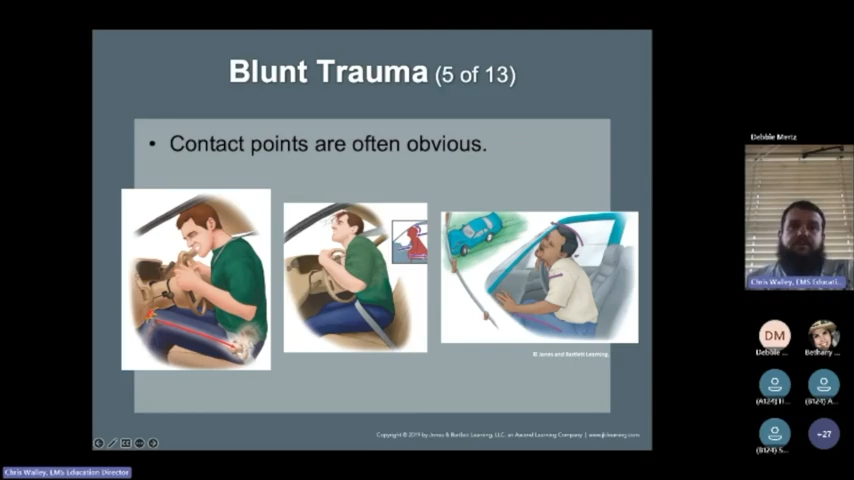 Blunt Trauma (5 of 13)
• Contact points are often obvious.
© Jones and Bartlett Learning.
Copyright © 2019 by Jones & Bartlett Learning, LLC, an Ascend Learning Company | www.jblearning.com
Debbie Mertz
Chris Walley, EMS Educati...
DM
Debbie ...
Bethany ...
(B124) A...
(B124) S...
+27
Chris Walley, EMS Education Director